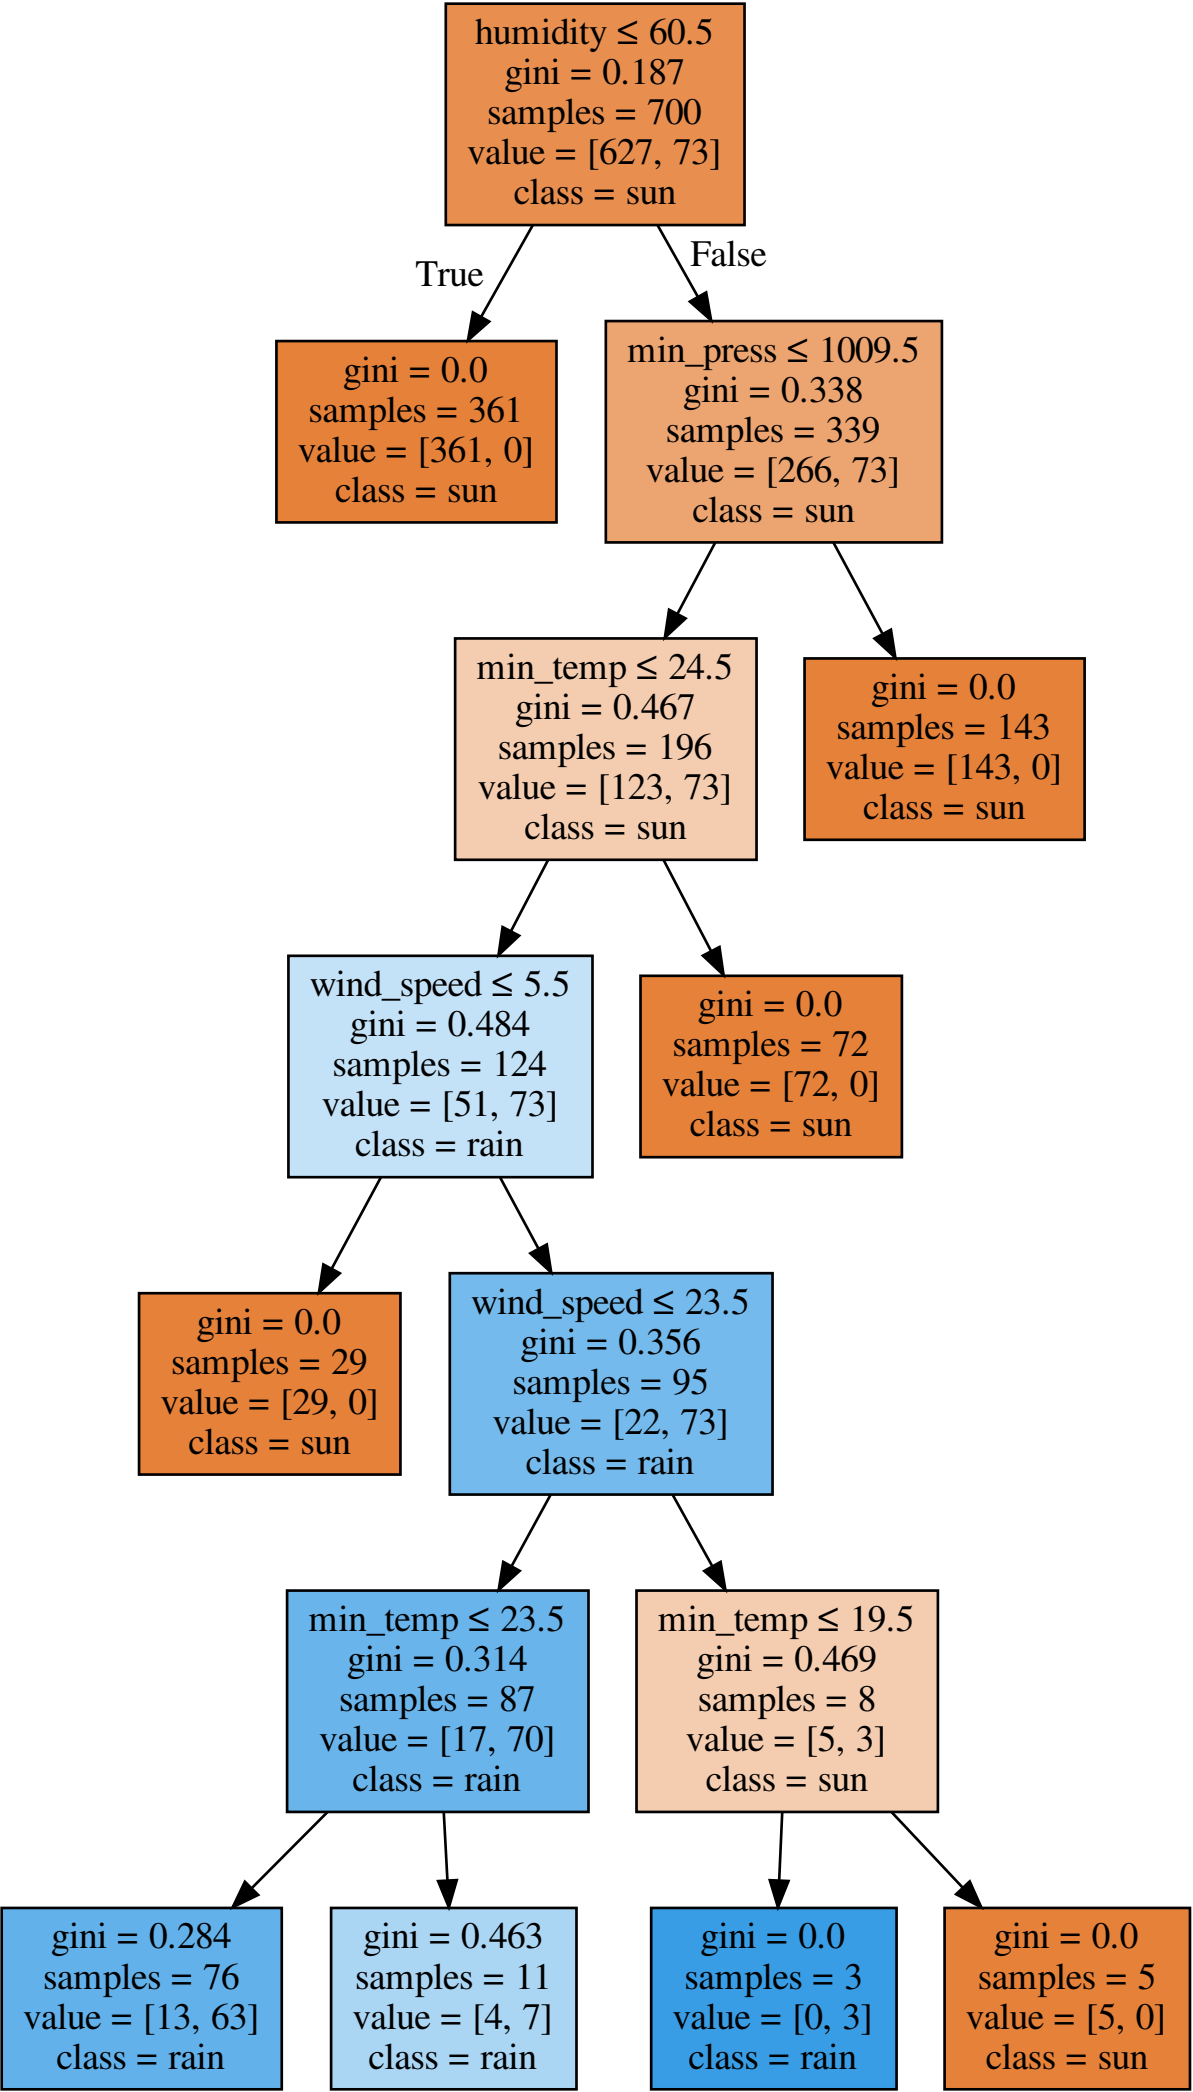 humidity ≤ 60.5
gini = 0.187
samples = 700
value = [627, 73]
class = sun
True
False
gini = 0.0
samples = 361
value = [361, 0]
class = sun
min_press ≤ 1009.5
gini = 0.338
samples = 339
value = [266, 73]
class = sun
min_temp ≤ 24.5
gini = 0.467
samples = 196
value = [123, 73]
class = sun
gini = 0.0
samples = 143
value = [143, 0]
class = sun
wind_speed ≤ 5.5
gini = 0.484
samples = 124
value = [51, 73]
class = rain
gini = 0.0
samples = 72
value = [72, 0]
class = sun
gini = 0.0
samples = 29
value = [29, 0]
class = sun
wind_speed ≤ 23.5
gini = 0.356
samples = 95
value = [22, 73]
class = rain
min_temp ≤ 23.5
gini = 0.314
samples = 87
value = [17, 70]
class = rain
min_temp ≤ 19.5
gini = 0.469
samples = 8
value = [5, 3]
class = sun
gini = 0.284
samples = 76
value = [13, 63]
class = rain
gini = 0.463
samples = 11
value = [4, 7]
class = rain
gini = 0.0
samples = 3
value = [0, 3]
class = rain
gini = 0.0
samples = 5
value = [5, 0]
class = sun